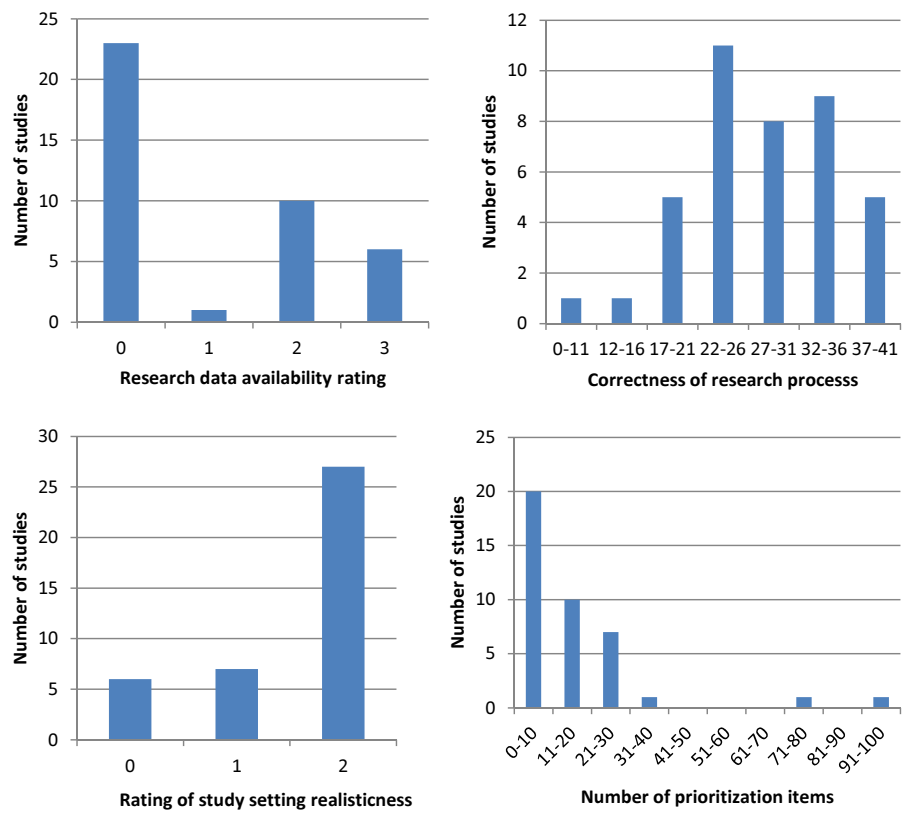 25
20
15
10
5
0
Number of studies
0 1 2 3
Research data availability rating
12
10
8
6
4
2
0
Number of studies
0-11 12-16 17-21 22-26 27-31 32-36 37-41
Correctness of research processs
30
25
20
15
10
5
0
Number of studies
0 1 2
Rating of study setting realisticness
25
20
15
10
5
0
Number of studies
0-10 11-20 21-30 31-40 41-50 51-60 61-70 71-80 81-90 91-100
Number of prioritization items